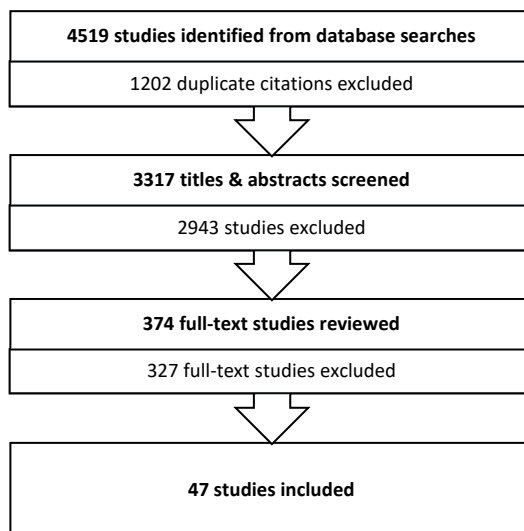 4519 studies identified from database searches
1202 duplicate citations excluded
3317 titles & abstracts screened
2943 studies excluded
374 full-text studies reviewed
327 full-text studies excluded
47 studies included